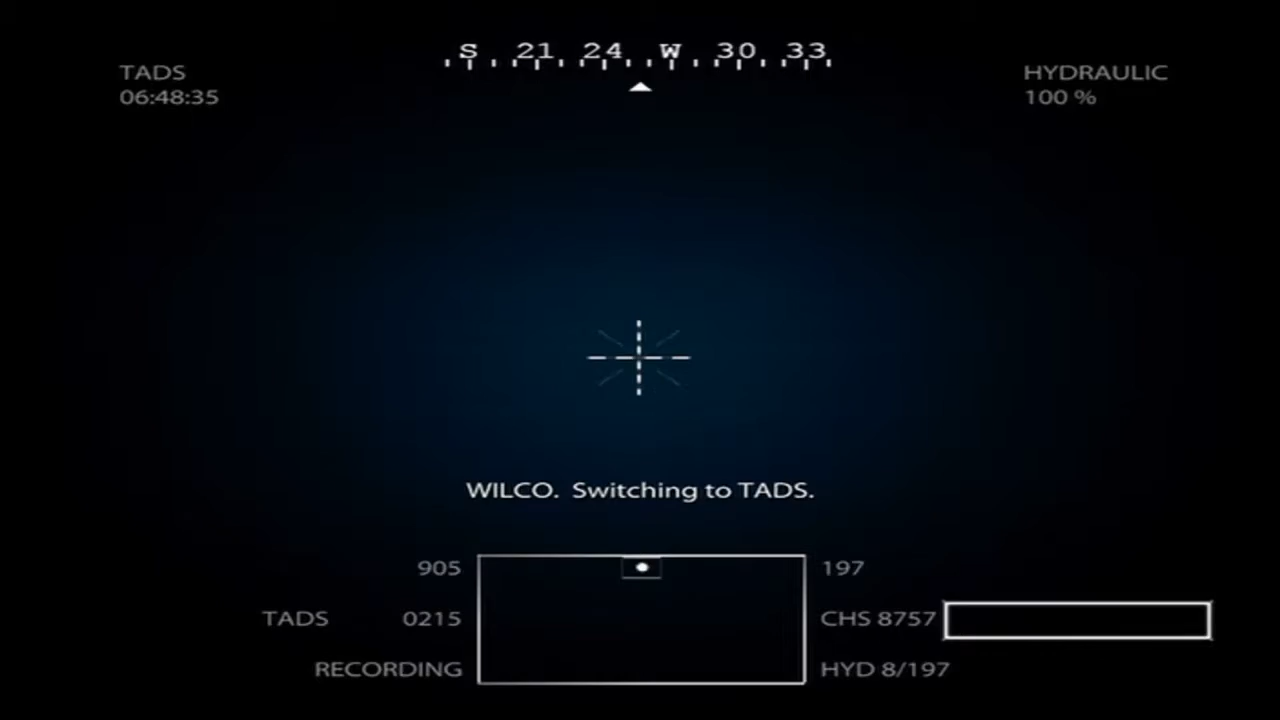 S 21 24 W 30 33
TADS
06:48:35
HYDRAULIC
100 %
WILCO. Switching to TADS.
905
197
TADS 0215
CHS 8757
RECORDING
HYD 8/197